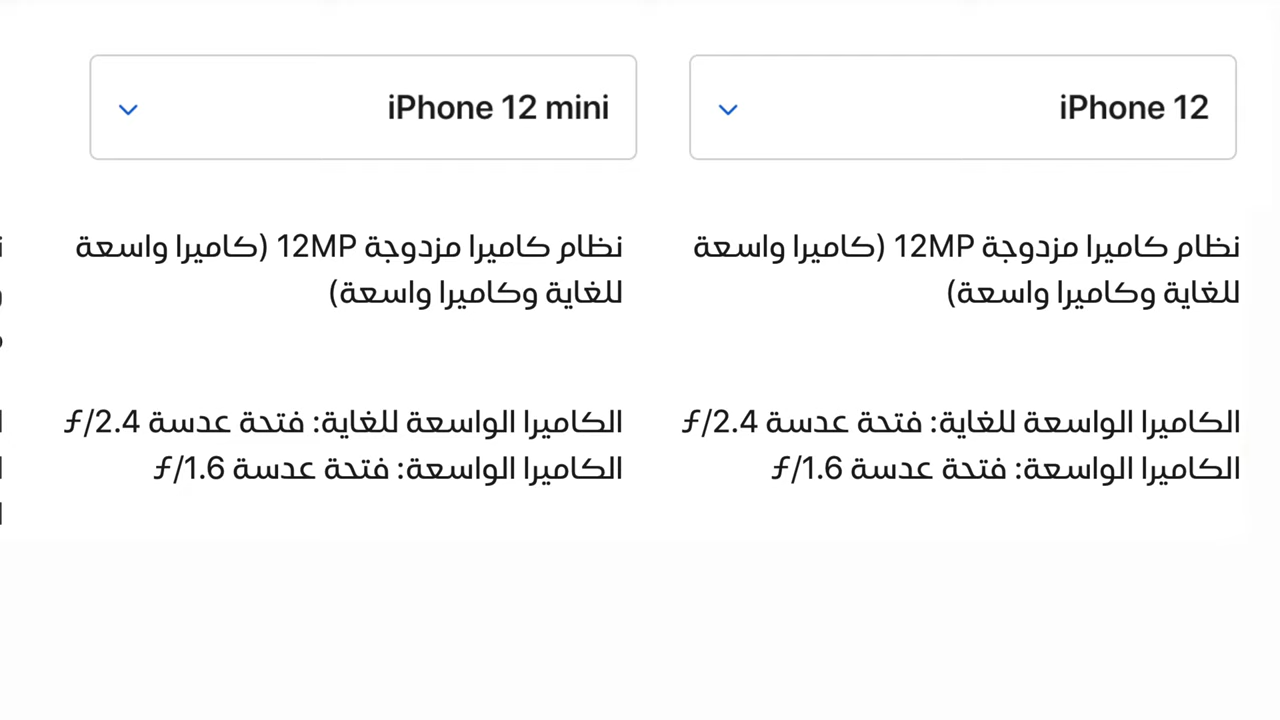 iPhone 12
نظام كاميرا مزدوجة 12MP (كاميرا واسعة
للغاية وكاميرا واسعة)
الكاميرا الواسعة للغاية: فتحة عدسة ƒ/2.4
الكاميرا الواسعة: فتحة عدسة ƒ/1.6
iPhone 12 mini
نظام كاميرا مزدوجة 12MP (كاميرا واسعة
للغاية وكاميرا واسعة)
الكاميرا الواسعة للغاية: فتحة عدسة ƒ/2.4
الكاميرا الواسعة: فتحة عدسة ƒ/1.6